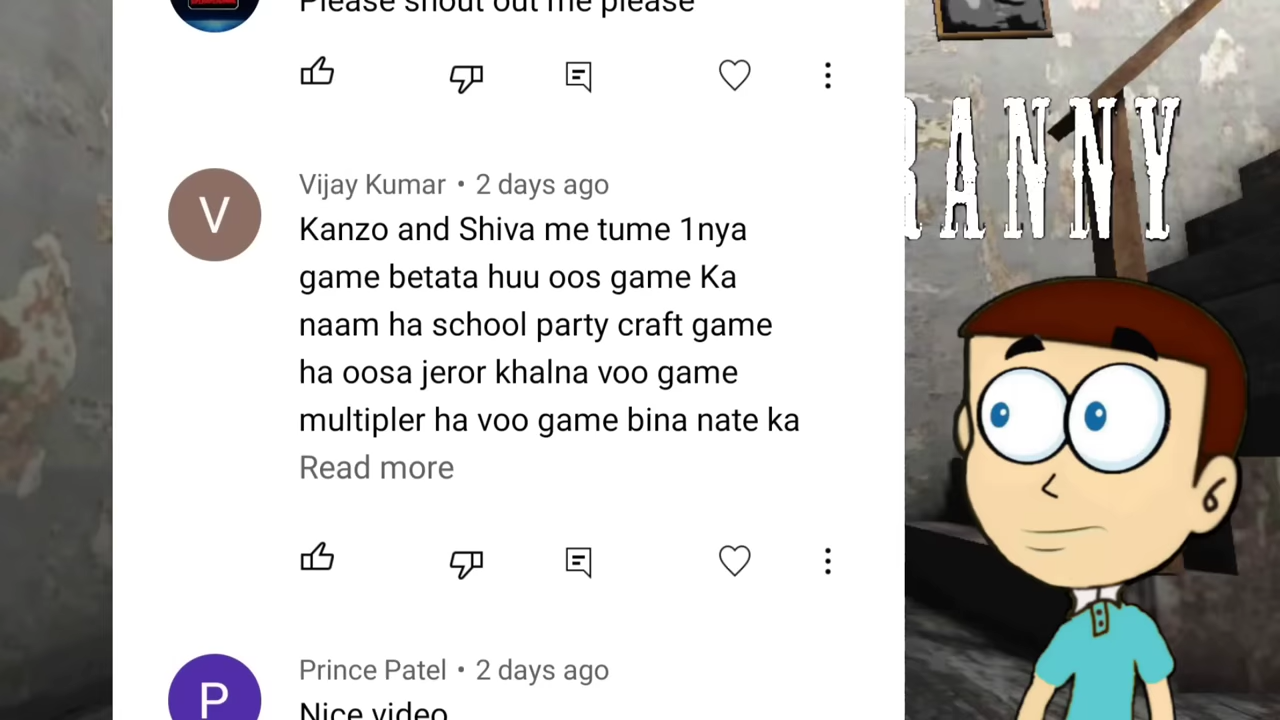 Please shout out me please
Vijay Kumar • 2 days ago
Kanzo and Shiva me tume 1nya
game betata huu oos game Ka
naam ha school party craft game
ha oosa jeror khalna voo game
multipler ha voo game bina nate ka
Read more
RANNY
V
Prince Patel • 2 days ago
P
Nice video